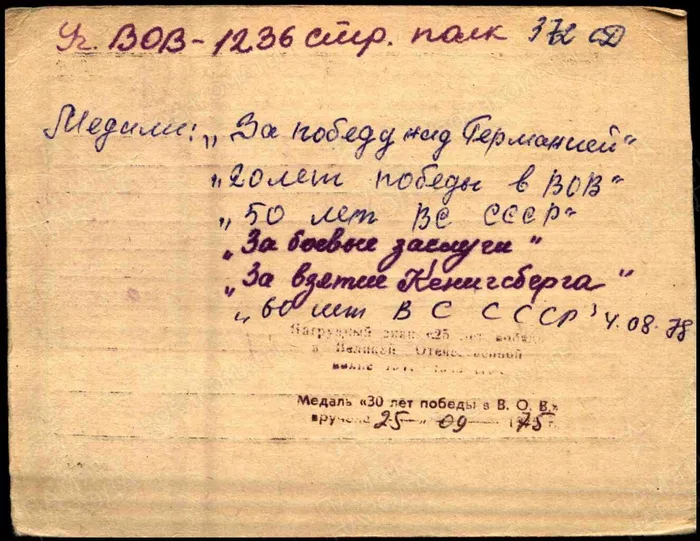 Уч. ВОВ - 1236 стр. полк 372 сД
Медали: „За победу над Германией"
„20 лет победы в ВОВ"
„50 лет ВС СССР"
„За боевые заслуги"
„За взятие Кенигсберга"
„60 лет ВС СССР" 4.08.78
Нагрудный знак «25 лет победы
в Великой Отечественной
войне
Медаль «30 лет победы в В. О. В.»
вручена 25 - 09 - 1975